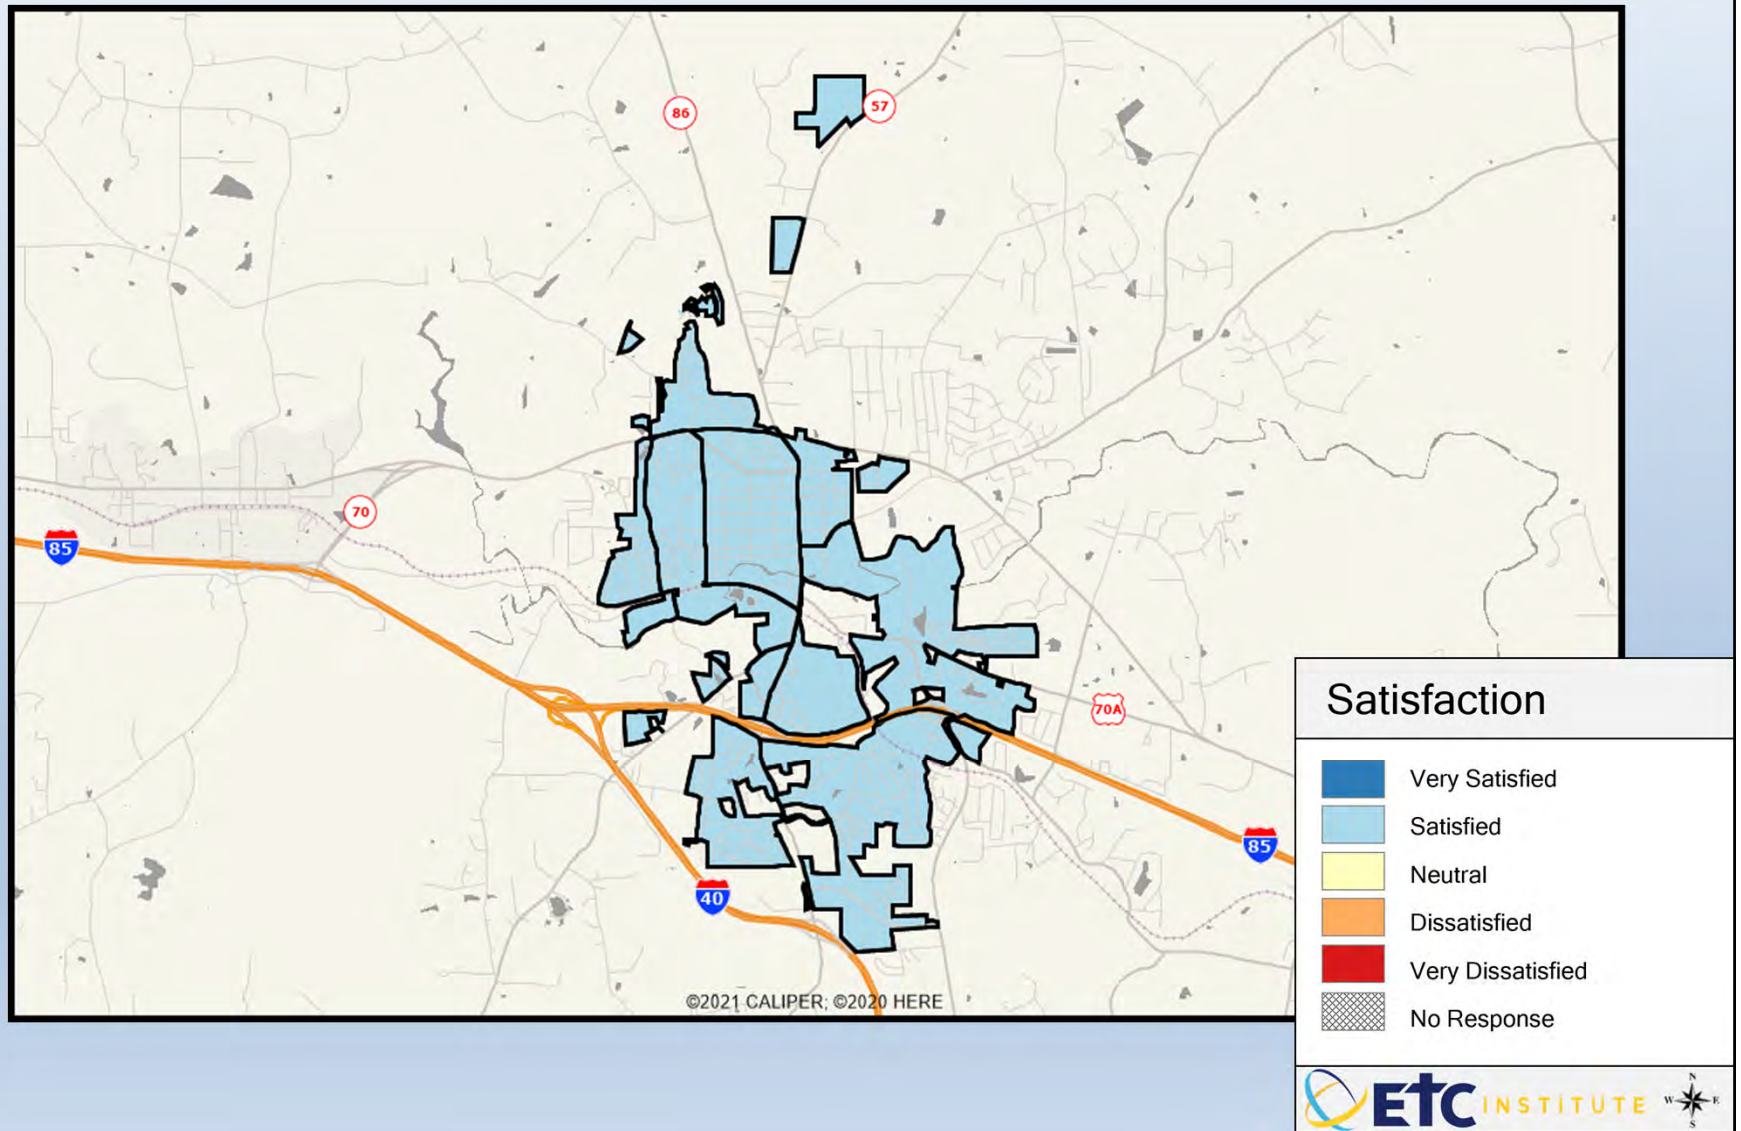 86
57
70
85
70A
Satisfaction
Very Satisfied
Satisfied
Neutral
Dissatisfied
Very Dissatisfied
No Response
85
40
©2021 CALIPER; ©2020 HERE
ETC INSTITUTE
N
W E
S